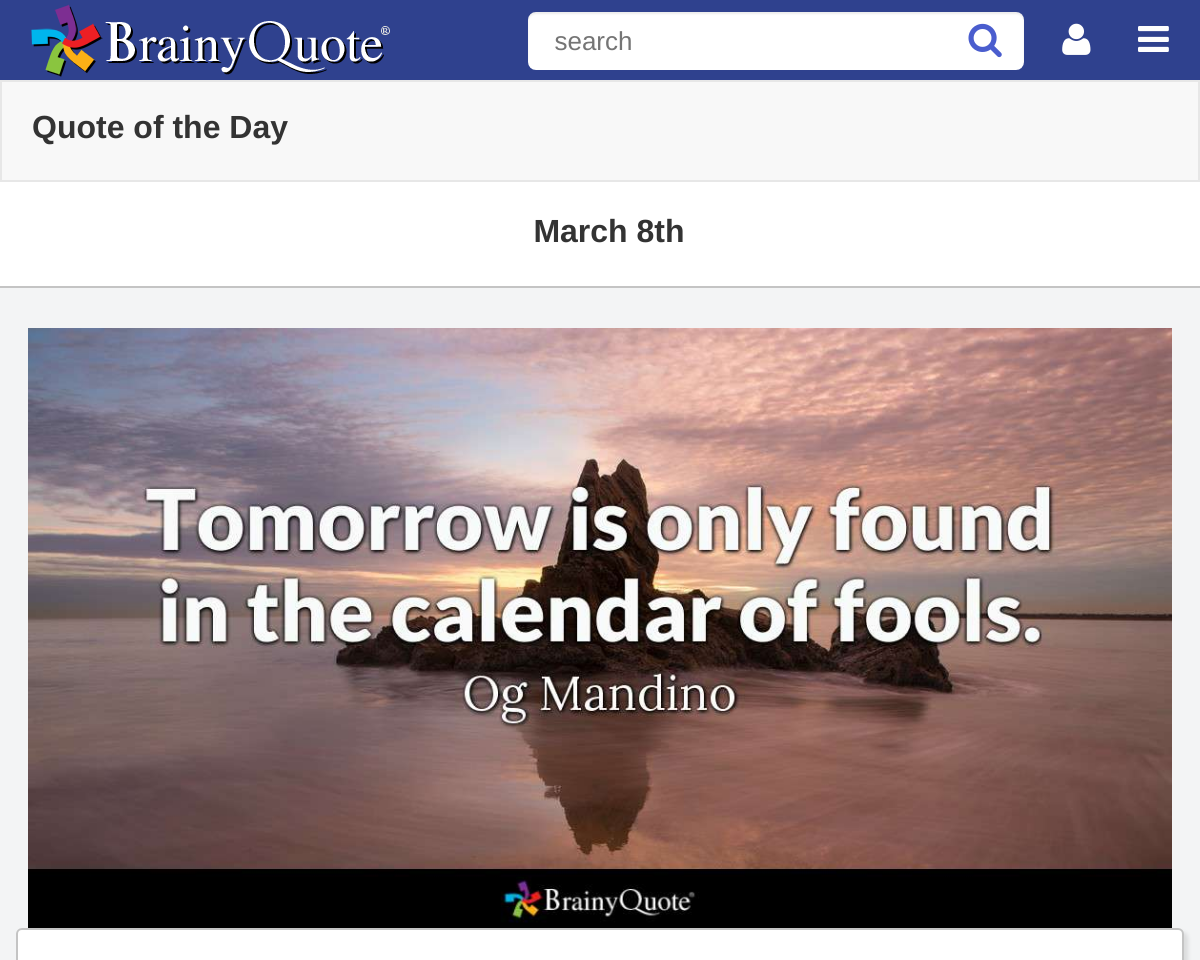 BrainyQuote®
search
Quote of the Day
March 8th
Tomorrow is only found
in the calendar of fools.
Og Mandino
BrainyQuote®